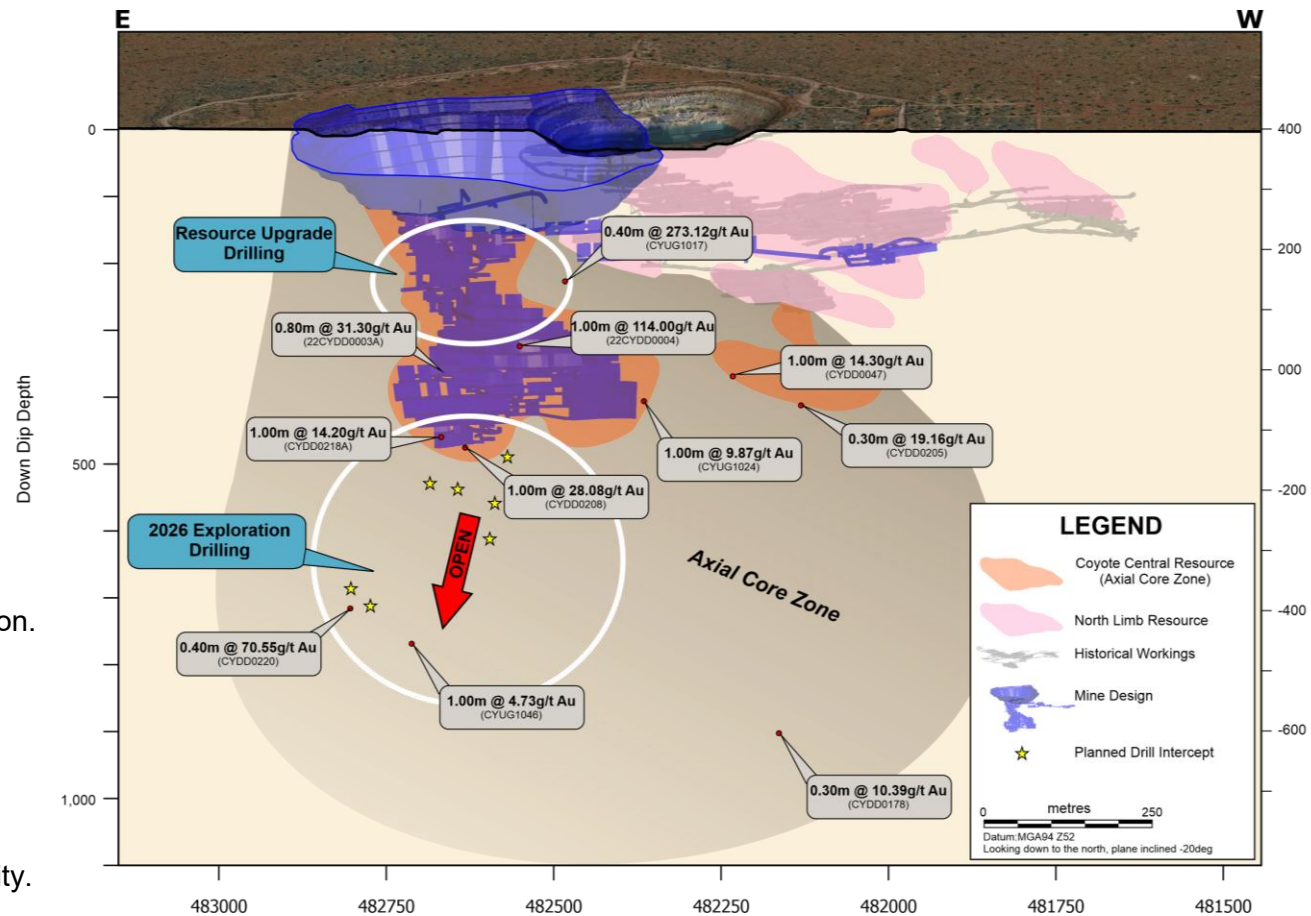 E
W
0
400
Resource Upgrade
Drilling
0.40m @ 273.12g/t Au
(CYUG1017)
200
0.80m @ 31.30g/t Au
(22CYDD0003A)
1.00m @ 114.00g/t Au
(22CYDD0004)
1.00m @ 14.30g/t Au
(CYDD0047)
000
Down Dip Depth
1.00m @ 14.20g/t Au
(CYDD0218A)
1.00m @ 9.87g/t Au
(CYUG1024)
0.30m @ 19.16g/t Au
(CYDD0205)
500
1.00m @ 28.08g/t Au
(CYDD0208)
-200
2026 Exploration
Drilling
OPEN
Axial Core Zone
on.
0.40m @ 70.55g/t Au
(CYDD0220)
-400
1.00m @ 4.73g/t Au
(CYUG1046)
-600
0.30m @ 10.39g/t Au
(CYDD0178)
1,000
LEGEND
Coyote Central Resource
(Axial Core Zone)
North Limb Resource
Historical Workings
Mine Design
Planned Drill Intercept
0 metres 250
Datum:MGA94 Z52
Looking down to the north, plane inclined -20deg
ity.
483000 482750 482500 482250 482000 481750 481500